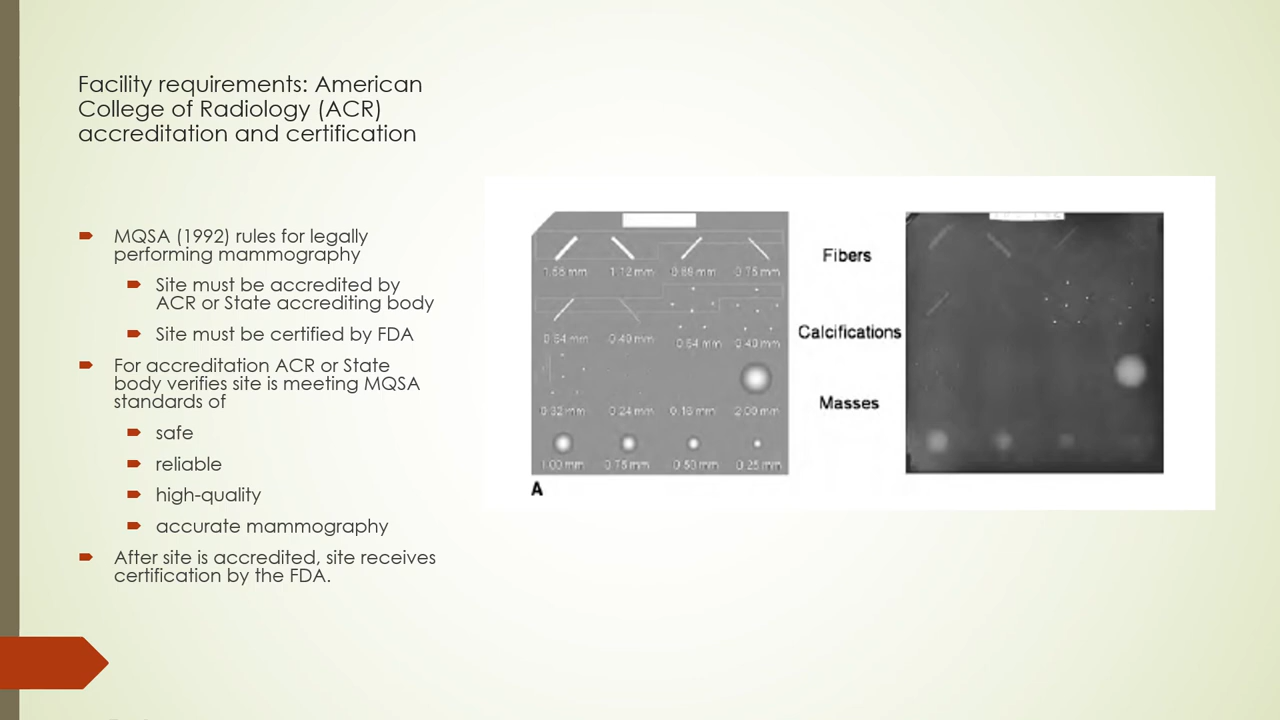 Facility requirements: American
College of Radiology (ACR)
accreditation and certification
MQSA (1992) rules for legally
performing mammography
Site must be accredited by
ACR or State accrediting body
Site must be certified by FDA
For accreditation ACR or State
body verifies site is meeting MQSA
standards of
safe
reliable
high-quality
accurate mammography
After site is accredited, site receives
certification by the FDA.
1.56 mm 1.12 mm 0.89 mm 0.75 mm
0.54 mm 0.40 mm 0.54 mm 0.40 mm
0.32 mm 0.24 mm 0.16 mm 2.00 mm
1.00 mm 0.75 mm 0.50 mm 0.25 mm
A
Fibers
Calcifications
Masses